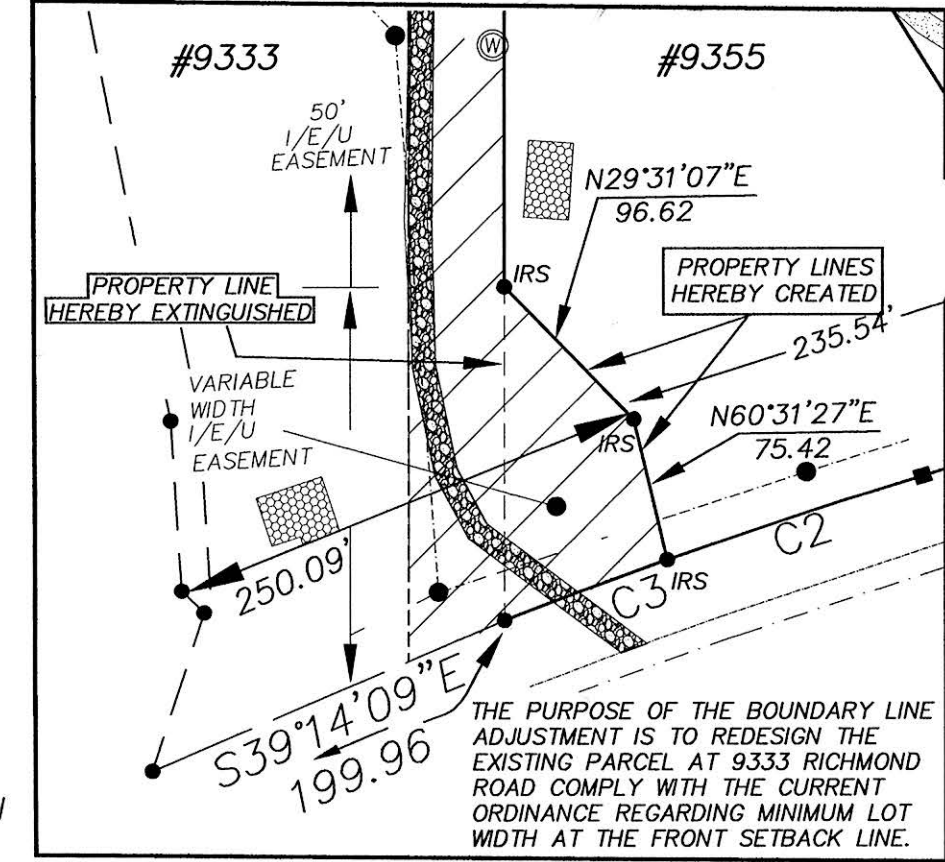 #9333
#9355
W
50'
I/E/U
EASEMENT
N29°31'07"E
96.62
PROPERTY LINE
HEREBY EXTINGUISHED
IRS
PROPERTY LINES
HEREBY CREATED
235.54'
VARIABLE
WIDTH
I/E/U
EASEMENT
IRS
N60°31'27"E
75.42
250.09'
C3
IRS
C2
S39°14'09"E
199.96
THE PURPOSE OF THE BOUNDARY LINE
ADJUSTMENT IS TO REDESIGN THE
EXISTING PARCEL AT 9333 RICHMOND
ROAD COMPLY WITH THE CURRENT
ORDINANCE REGARDING MINIMUM LOT
WIDTH AT THE FRONT SETBACK LINE.